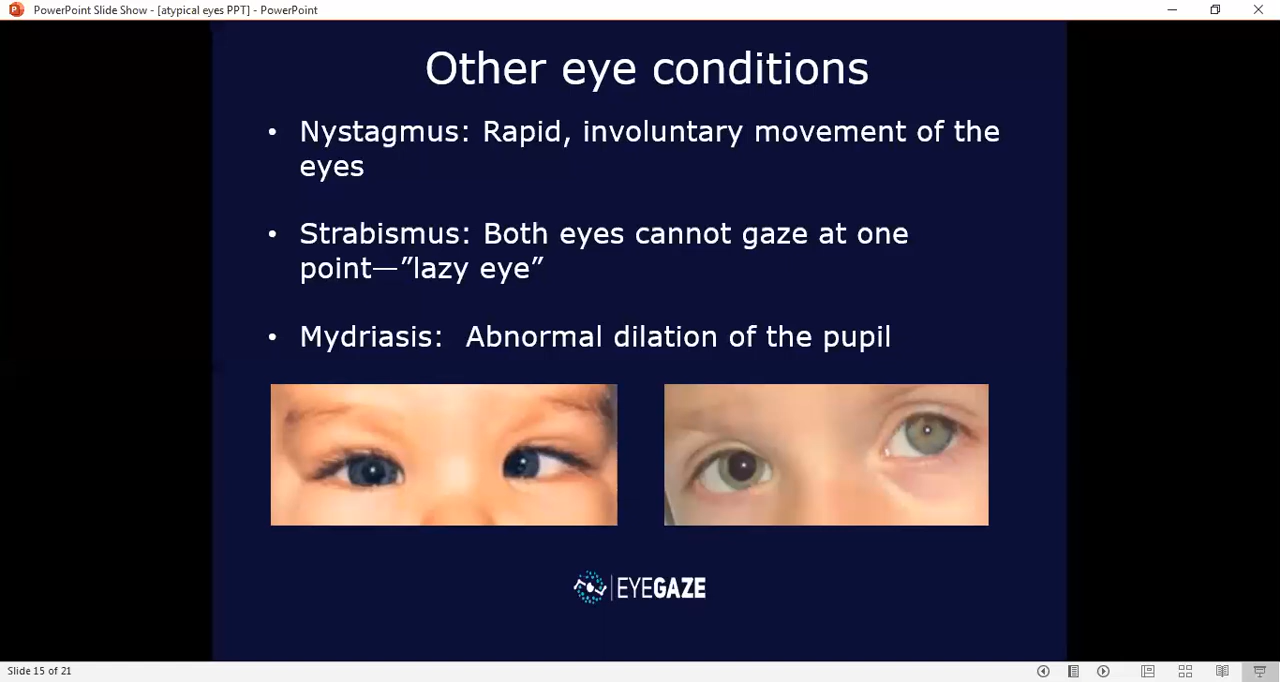 PowerPoint Slide Show - [atypical eyes PPT] - PowerPoint
Other eye conditions
• Nystagmus: Rapid, involuntary movement of the
eyes
• Strabismus: Both eyes cannot gaze at one
point—”lazy eye”
• Mydriasis:  Abnormal dilation of the pupil
EYEGAZE
Slide 15 of 21